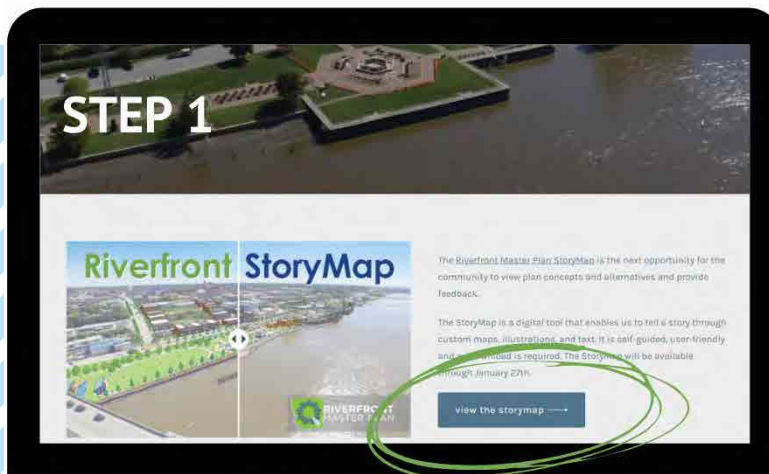 STEP 1
Riverfront StoryMap
RIVERFRONT
MASTER PLAN
The Riverfront Master Plan StoryMap is the next opportunity for the
community to view plan concepts and alternatives and provide
feedback.
The StoryMap is a digital tool that enables us to tell a story through
custom maps, illustrations, and text. It is self-guided, user-friendly
and is required. The StoryMap will be available
through January 27th.
view the storymap →